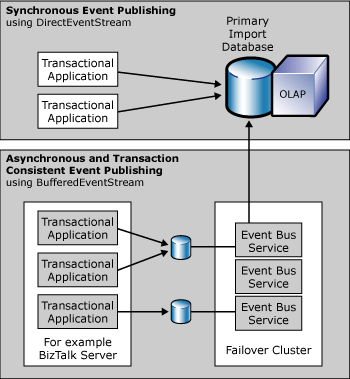 Synchronous Event Publishing
using DirectEventStream
Primary
Import
Database
Transactional
Application
Transactional
Application
OLAP
Asynchronous and Transaction
Consistent Event Publishing
using BufferedEventStream
Transactional
Application
Transactional
Application
Transactional
Application
For example
BizTalk Server
Event Bus
Service
Event Bus
Service
Event Bus
Service
Failover Cluster